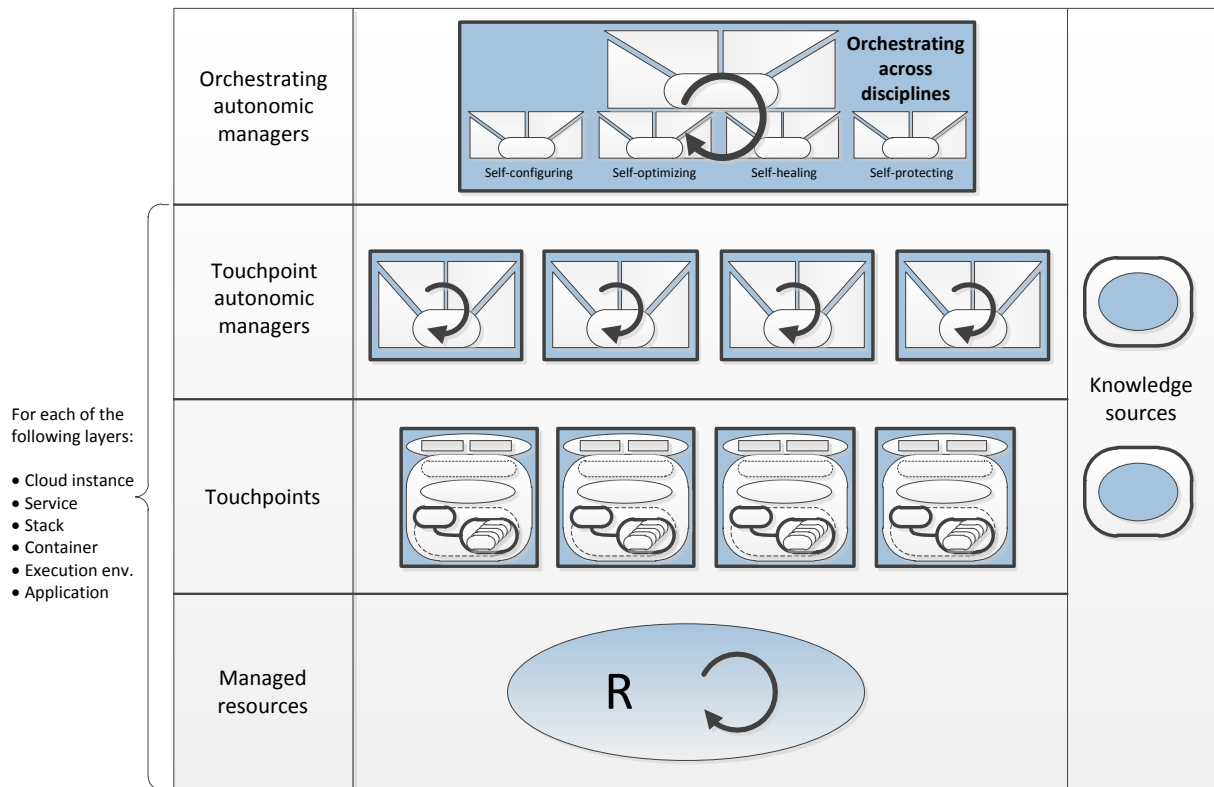 Orchestrating
autonomic
managers
Orchestrating
across
disciplines
Self-configuring
Self-optimizing
Self-healing
Self-protecting
Touchpoint
autonomic
managers
Knowledge
sources
For each of the
following layers:
• Cloud instance
• Service
• Stack
• Container
• Execution env.
• Application
Touchpoints
Managed
resources
R